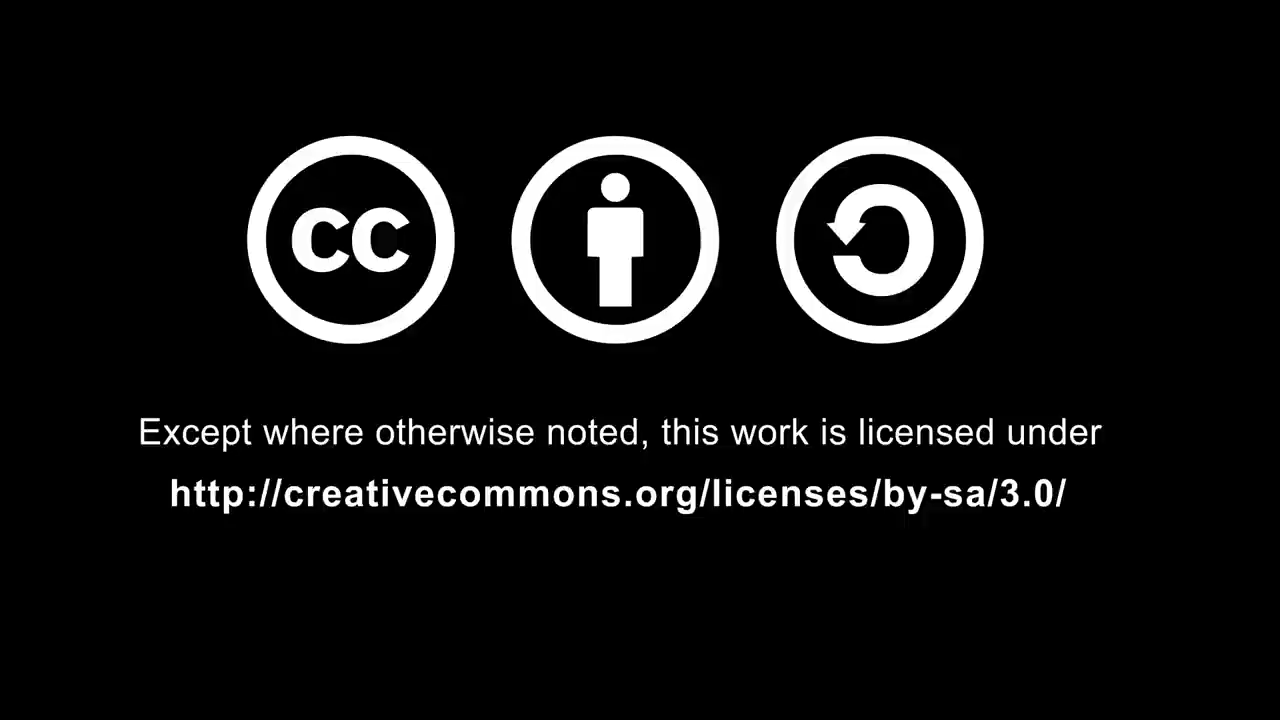 cc
Except where otherwise noted, this work is licensed under
http://creativecommons.org/licenses/by-sa/3.0/